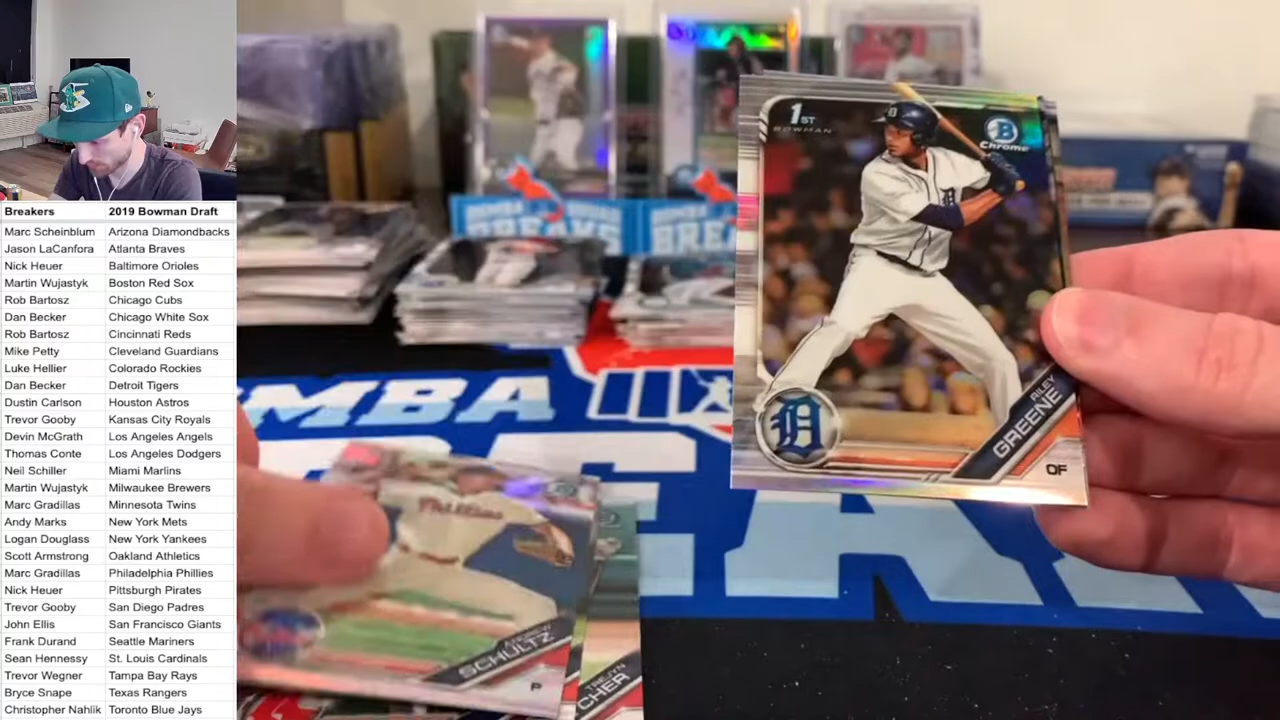 Breakers 2019 Bowman Draft
Marc Scheinblum Arizona Diamondbacks
Jason LaCanfora Atlanta Braves
Nick Heuer Baltimore Orioles
Martin Wujastyk Boston Red Sox
Rob Bartosz Chicago Cubs
Dan Becker Chicago White Sox
Rob Bartosz Cincinnati Reds
Mike Petty Cleveland Guardians
Luke Hellier Colorado Rockies
Dan Becker Detroit Tigers
Dustin Carlson Houston Astros
Trevor Gooby Kansas City Royals
Devin McGrath Los Angeles Angels
Thomas Conte Los Angeles Dodgers
Neil Schiller Miami Marlins
Martin Wujastyk Milwaukee Brewers
Marc Gradillas Minnesota Twins
Andy Marks New York Mets
Logan Douglass New York Yankees
Scott Armstrong Oakland Athletics
Marc Gradillas Philadelphia Phillies
Nick Heuer Pittsburgh Pirates
Trevor Gooby San Diego Padres
John Ellis San Francisco Giants
Frank Durand Seattle Mariners
Sean Hennessy St. Louis Cardinals
Trevor Wegner Tampa Bay Rays
Bryce Snape Texas Rangers
Christopher Nahlik Toronto Blue Jays
1ST
BOWMAN
B
Chrome
D
RILEY
GREENE
OF
Phillies
ANDREW
SCHULTZ
P
CHER
MBA
BREA